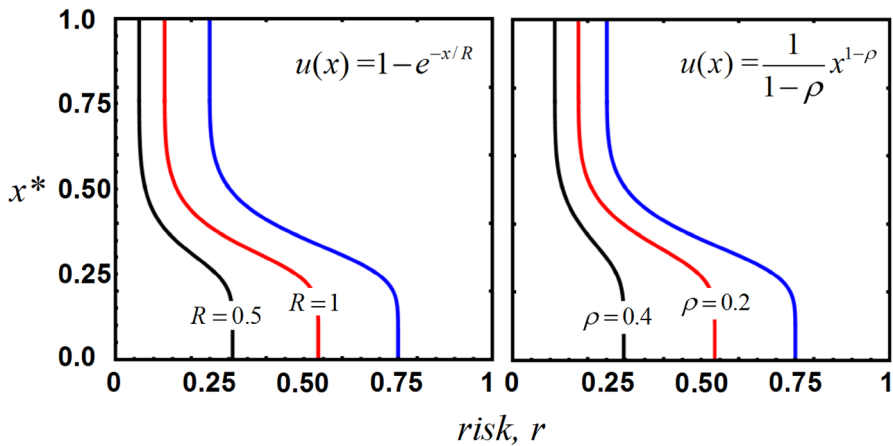 1.0
0.75
0.50
0.25
0.0
x*
u(x) = 1 − e^{−x/R}
R = 0.5
R = 1
0
0.25
0.50
0.75
1
u(x) = \frac{1}{1 − ρ} x^{1−ρ}
ρ = 0.4
ρ = 0.2
0
0.25
0.50
0.75
1
risk, r